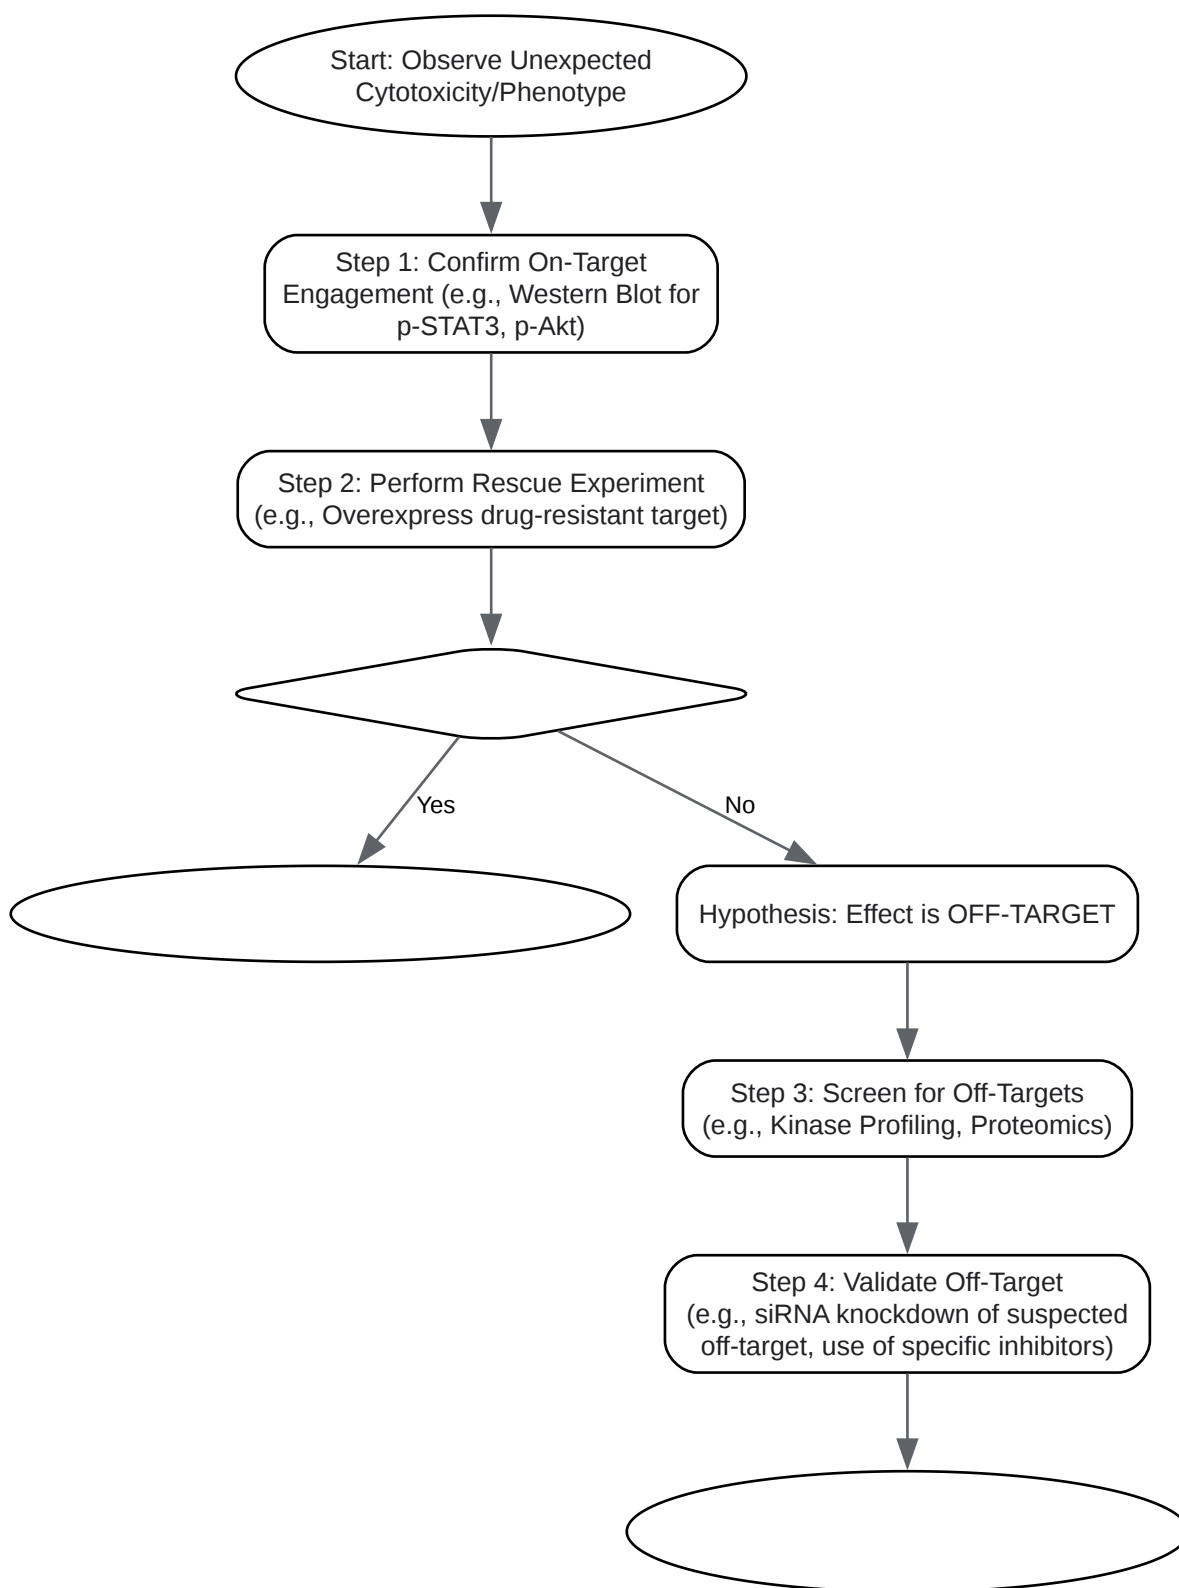 Start: Observe Unexpected
Cytotoxicity/Phenotype
Step 1: Confirm On-Target
Engagement (e.g., Western Blot for
p-STAT3, p-Akt)
Step 2: Perform Rescue Experiment
(e.g., Overexpress drug-resistant target)
Yes
No
Hypothesis: Effect is OFF-TARGET
Step 3: Screen for Off-Targets
(e.g., Kinase Profiling, Proteomics)
Step 4: Validate Off-Target
(e.g., siRNA knockdown of suspected
off-target, use of specific inhibitors)